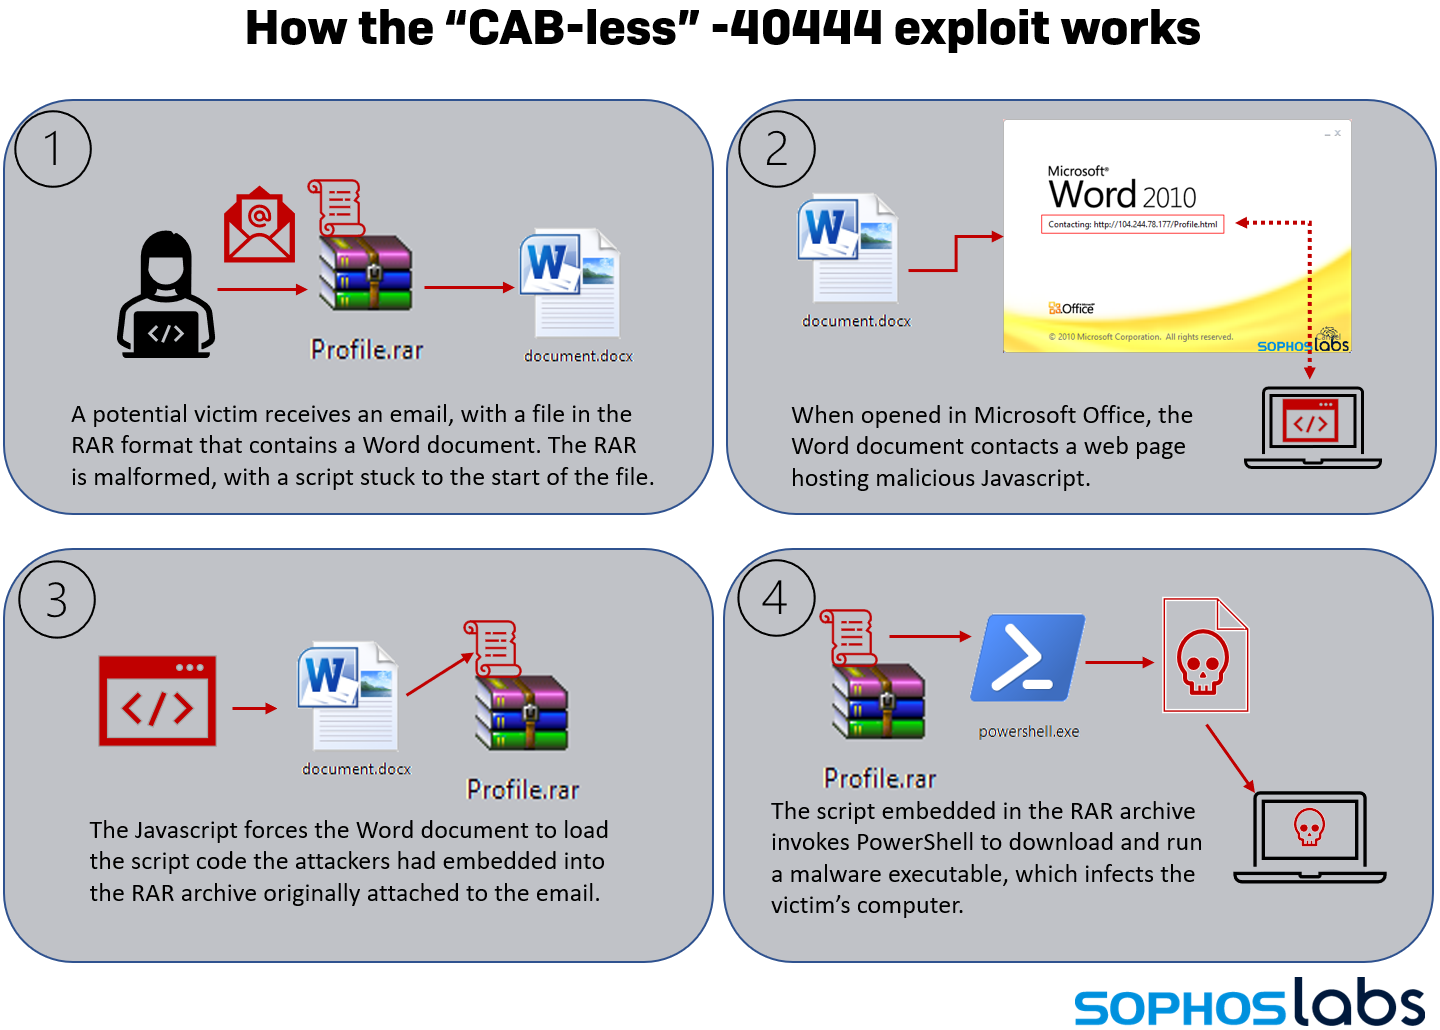 How the “CAB-less” -40444 exploit works
1
Profile.rar
document.docx
A potential victim receives an email, with a file in the
RAR format that contains a Word document. The RAR
is malformed, with a script stuck to the start of the file.
2
Microsoft®
Word 2010
Contacting: http://104.244.78.177/Profile.html
Microsoft®
Office
© 2010 Microsoft Corporation. All rights reserved.
SOPHOSlabs
document.docx
When opened in Microsoft Office, the
Word document contacts a web page
hosting malicious Javascript.
3
document.docx
Profile.rar
The Javascript forces the Word document to load
the script code the attackers had embedded into
the RAR archive originally attached to the email.
4
powershell.exe
Profile.rar
The script embedded in the RAR archive
invokes PowerShell to download and run
a malware executable, which infects the
victim’s computer.
SOPHOSlabs